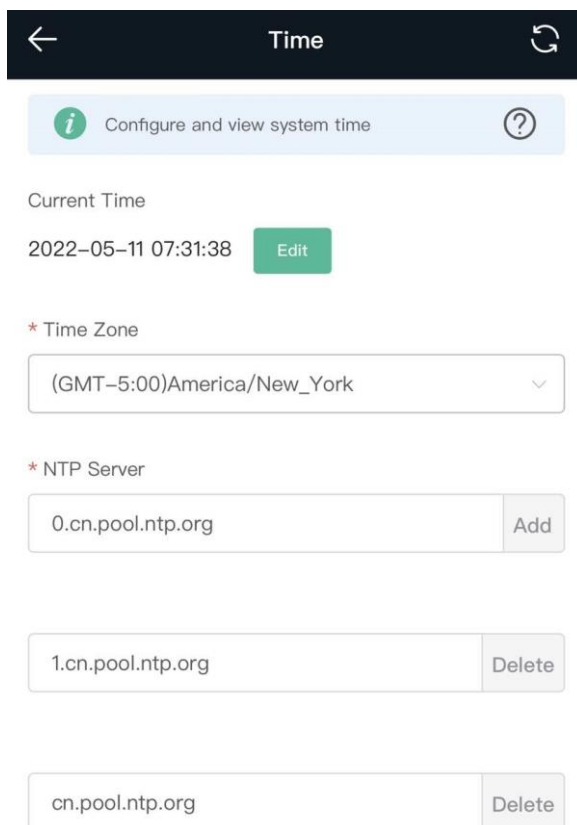 Time
Configure and view system time
Current Time
2022-05-11 07:31:38 Edit
* Time Zone
(GMT-5:00)America/New_York
* NTP Server
0.cn.pool.ntp.org Add
1.cn.pool.ntp.org Delete
cn.pool.ntp.org Delete